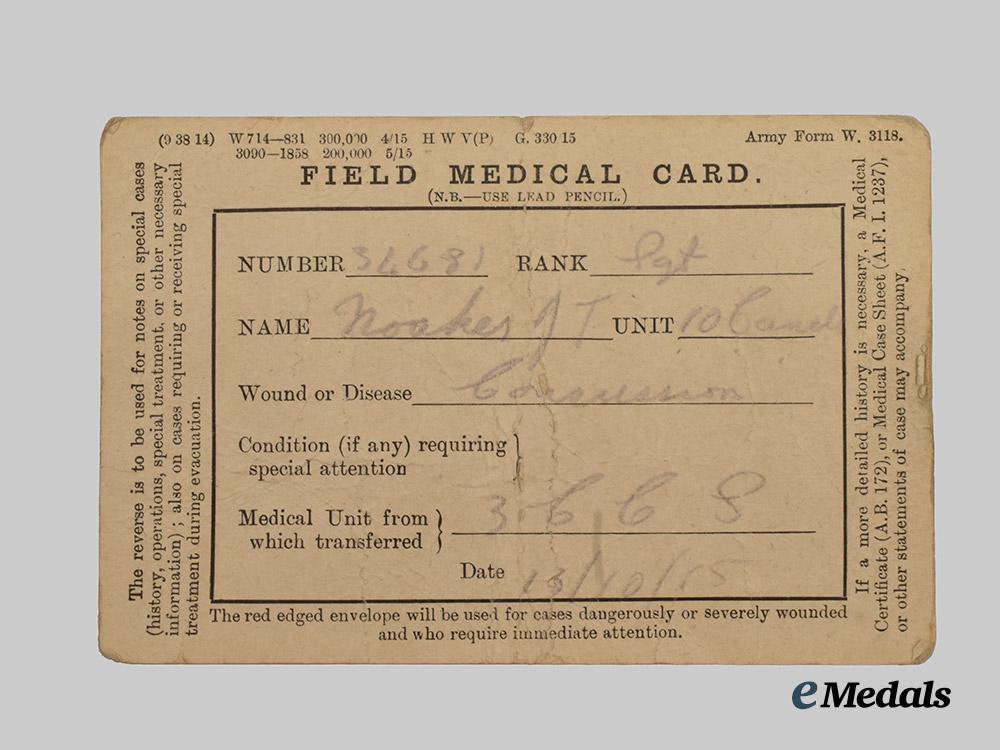 (9 38 14) W 714—831 300,000 4/15 H W V(P) G. 330 15
3090—1858 200,000 5/15
Army Form W. 3118.
FIELD MEDICAL CARD.
(N.B.—USE LEAD PENCIL.)
The reverse is to be used for notes on special cases
(history, operations, special treatment, or other necessary
information) ; also on cases requiring or receiving special
treatment during evacuation.
NUMBER RANK Sgt
NAME Noakes J T UNIT 10 Canad
Wound or Disease Concussion
Condition (if any) requiring }
special attention
Medical Unit from } 3 C C S
which transferred
Date 13/10/15
If a more detailed history is necessary, a Medical
Certificate (A.B. 172), or Medical Case Sheet (A.F. I. 1237),
or other statements of case may accompany.
The red edged envelope will be used for cases dangerously or severely wounded
and who require immediate attention.
eMedals